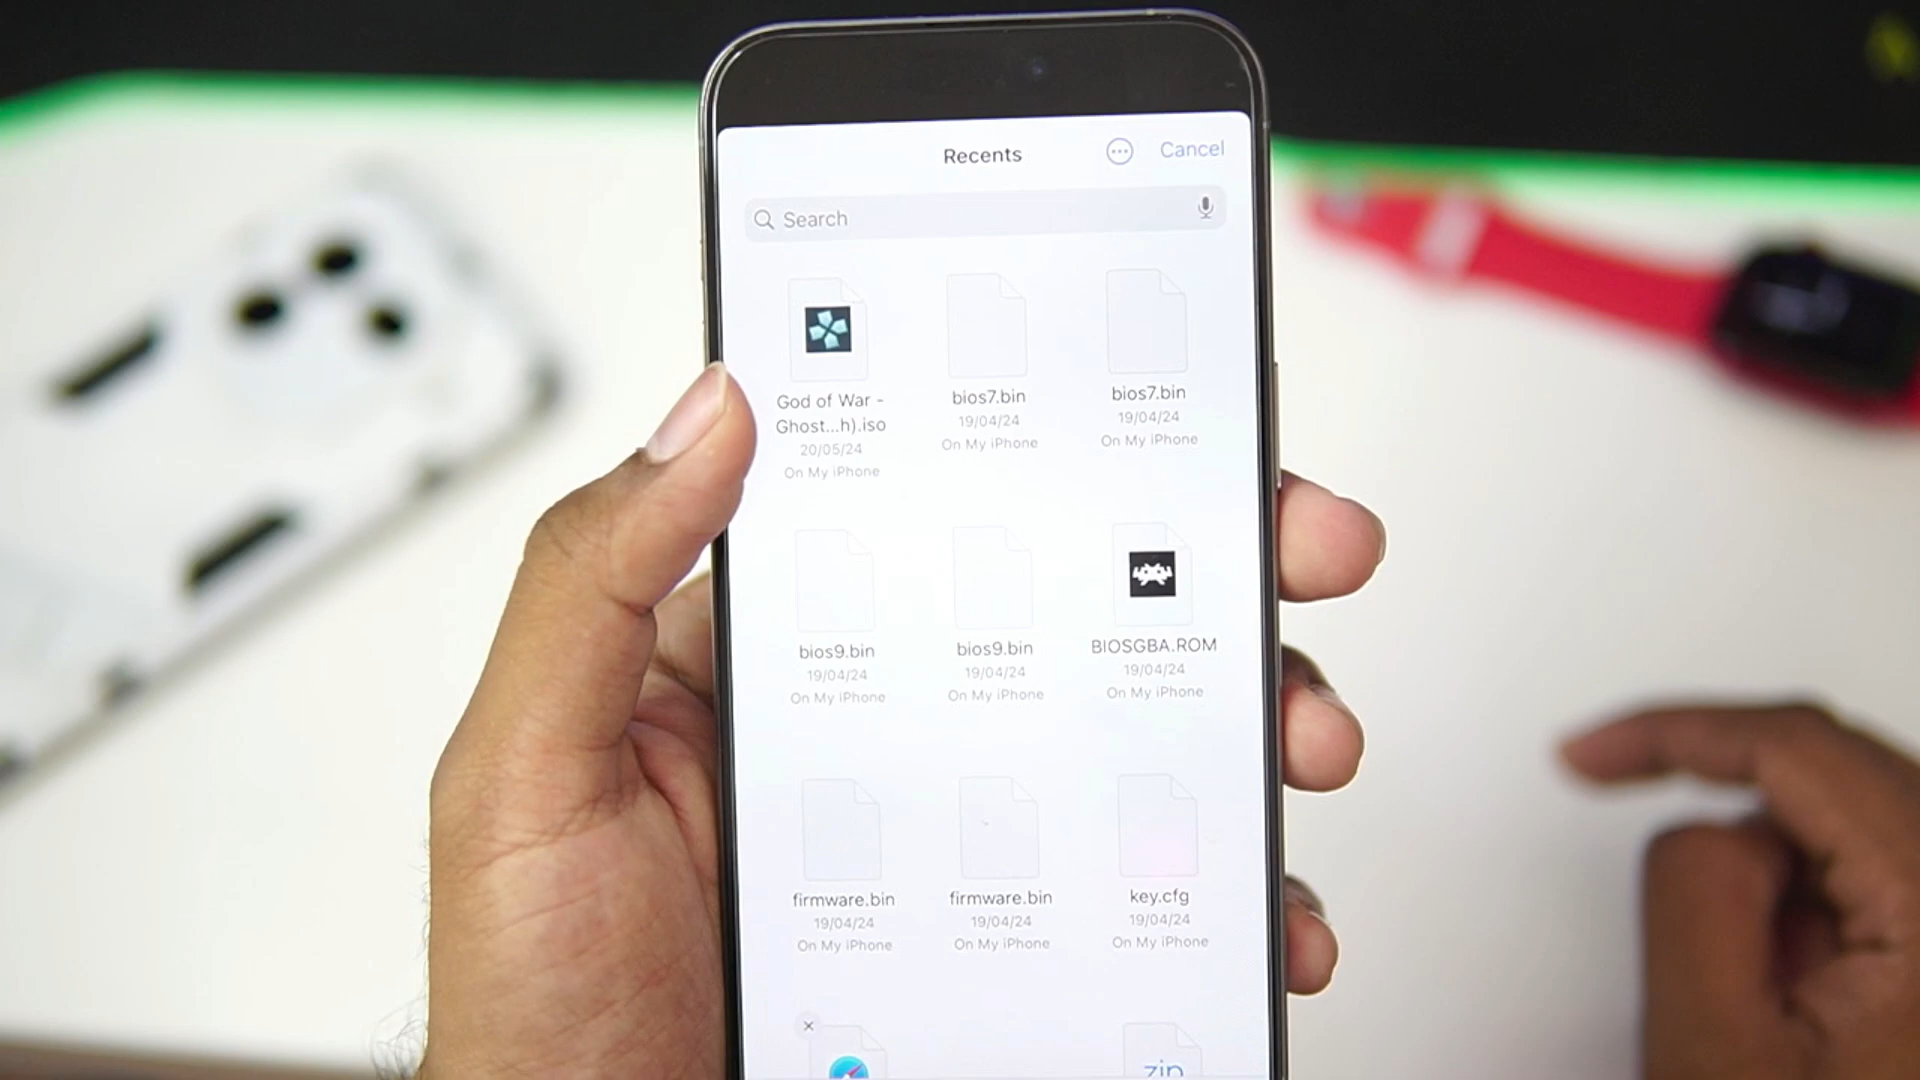 Recents
Cancel
Search
God of War -
Ghost...h).iso
20/05/24
On My iPhone
bios7.bin
19/04/24
On My iPhone
bios7.bin
19/04/24
On My iPhone
bios9.bin
19/04/24
On My iPhone
bios9.bin
19/04/24
On My iPhone
BIOSGBA.ROM
19/04/24
On My iPhone
firmware.bin
19/04/24
On My iPhone
firmware.bin
19/04/24
On My iPhone
key.cfg
19/04/24
On My iPhone
zip